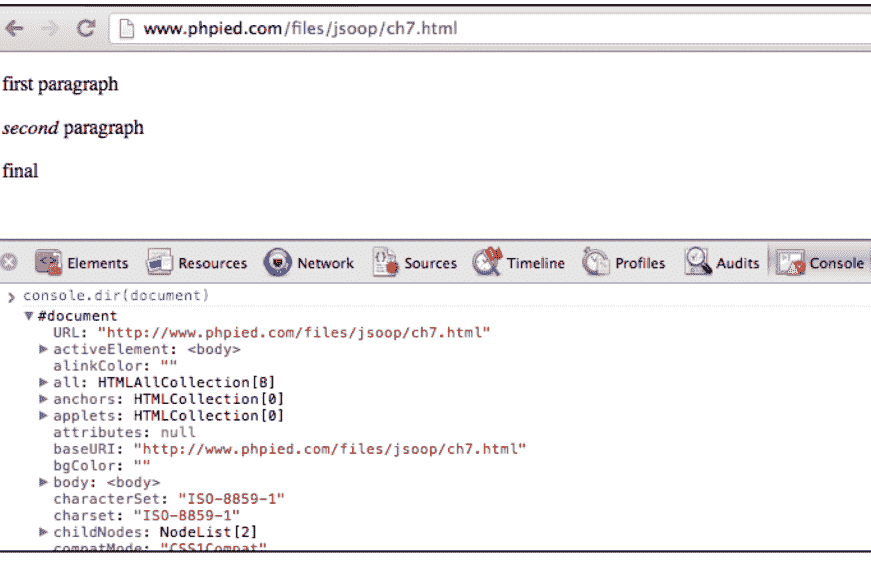 www.phpied.com/files/jsoop/ch7.html
first paragraph
second paragraph
final
Elements Resources Network Sources Timeline Profiles Audits Console
> console.dir(document)
▼#document
URL: "http://www.phpied.com/files/jsoop/ch7.html"
▶activeElement: <body>
alinkColor: ""
▶all: HTMLAllCollection[8]
▶anchors: HTMLCollection[0]
▶applets: HTMLCollection[0]
attributes: null
baseURI: "http://www.phpied.com/files/jsoop/ch7.html"
bgColor: ""
▶body: <body>
characterSet: "ISO-8859-1"
charset: "ISO-8859-1"
▶childNodes: NodeList[2]
compatMode: "CSS1Compat"